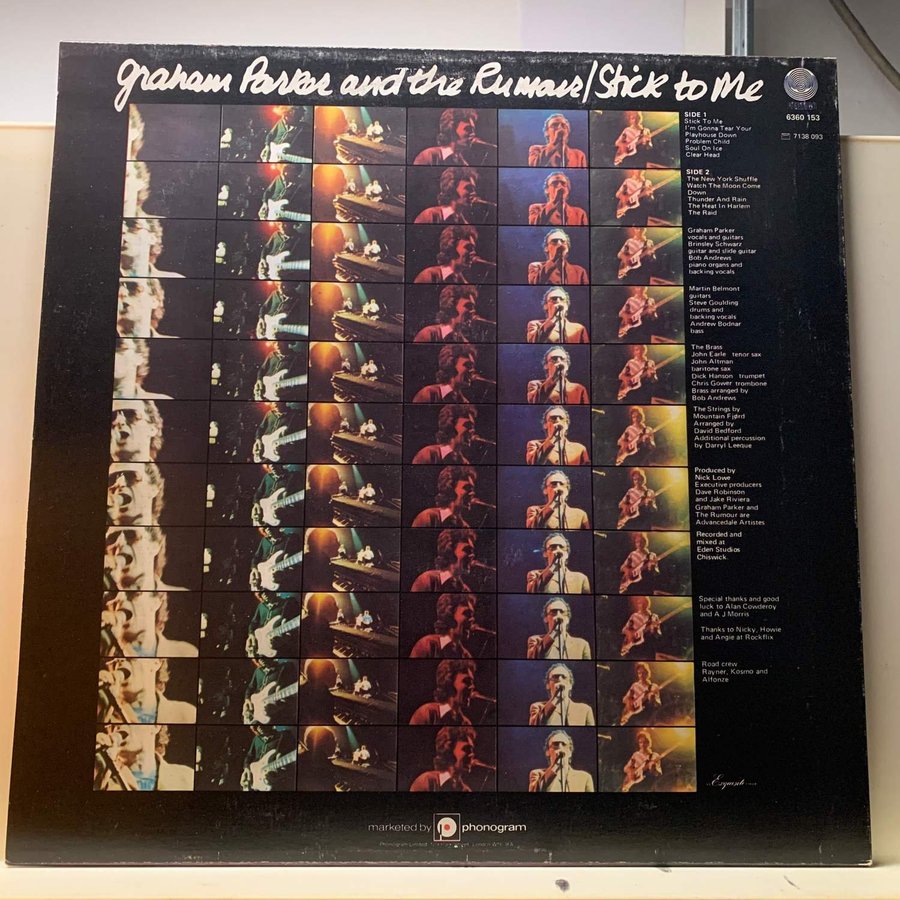 Graham Parker and the Rumour/Stick to Me
6360 153
7138 093
SIDE 1
Stick To Me
I'm Gonna Tear Your
Playhouse Down
Problem Child
Soul On Ice
Clear Head
SIDE 2
The New York Shuffle
Watch The Moon Come
Down
Thunder And Rain
The Heat In Harlem
The Raid
Graham Parker
vocals and guitars
Brinsley Schwarz
guitar and slide guitar
Bob Andrews
piano organs and
backing vocals
Martin Belmont
guitars
Steve Goulding
drums and
backing vocals
Andrew Bodnar
bass
The Brass
John Earle tenor sax
John Altman
baritone sax
Dick Hanson trumpet
Chris Gower trombone
Brass arranged by
Bob Andrews
The Strings by
Mountain Fjørd
Arranged by
David Bedford
Additional percussion
by Darryl Leeque
Produced by
Nick Lowe
Executive producers
Dave Robinson
and Jake Riviera
Graham Parker and
The Rumour are
Advancedale Artistes
Recorded and
mixed at
Eden Studios
Chiswick
Special thanks and good
luck to Alan Cowderoy
and A J Morris
Thanks to Nicky, Howie
and Angie at Rockflix
Road crew
Rayner, Kosmo and
Alfonze
marketed by p phonogram
Phonogram Limited London